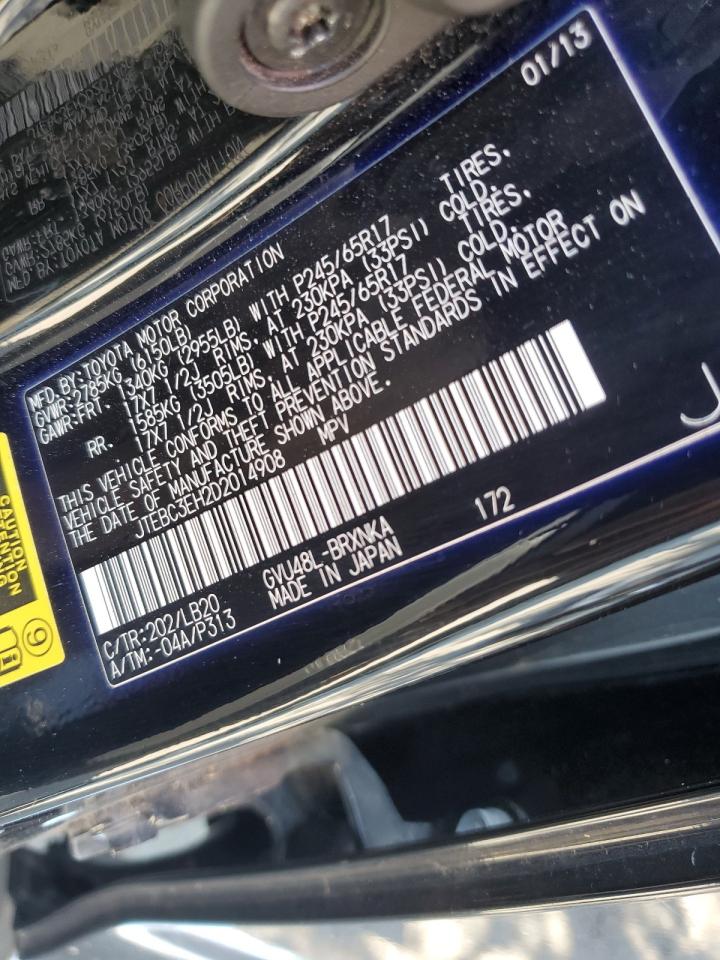 01/13
MFD. BY: TOYOTA MOTOR CORPORATION
GVWR: 2785KG (6150LB)
GAWR: FRT. 1340KG (2955LB) WITH P245/65R17 TIRES,
17X7 1/2J RIMS, AT 230KPA (33PSI) COLD.
RR. 1585KG (3505LB) WITH P245/65R17 TIRES,
17X7 1/2J RIMS, AT 230KPA (33PSI) COLD.
THIS VEHICLE CONFORMS TO ALL APPLICABLE FEDERAL MOTOR
VEHICLE SAFETY AND THEFT PREVENTION STANDARDS IN EFFECT ON
THE DATE OF MANUFACTURE SHOWN ABOVE.
JTEBC3EH2D2014908 MPV
C/TR: 202/LB20 GVU48L-BRXNKA 172
A/TM: -04A/P313 MADE IN JAPAN
CAUTION
ATTENTION
9